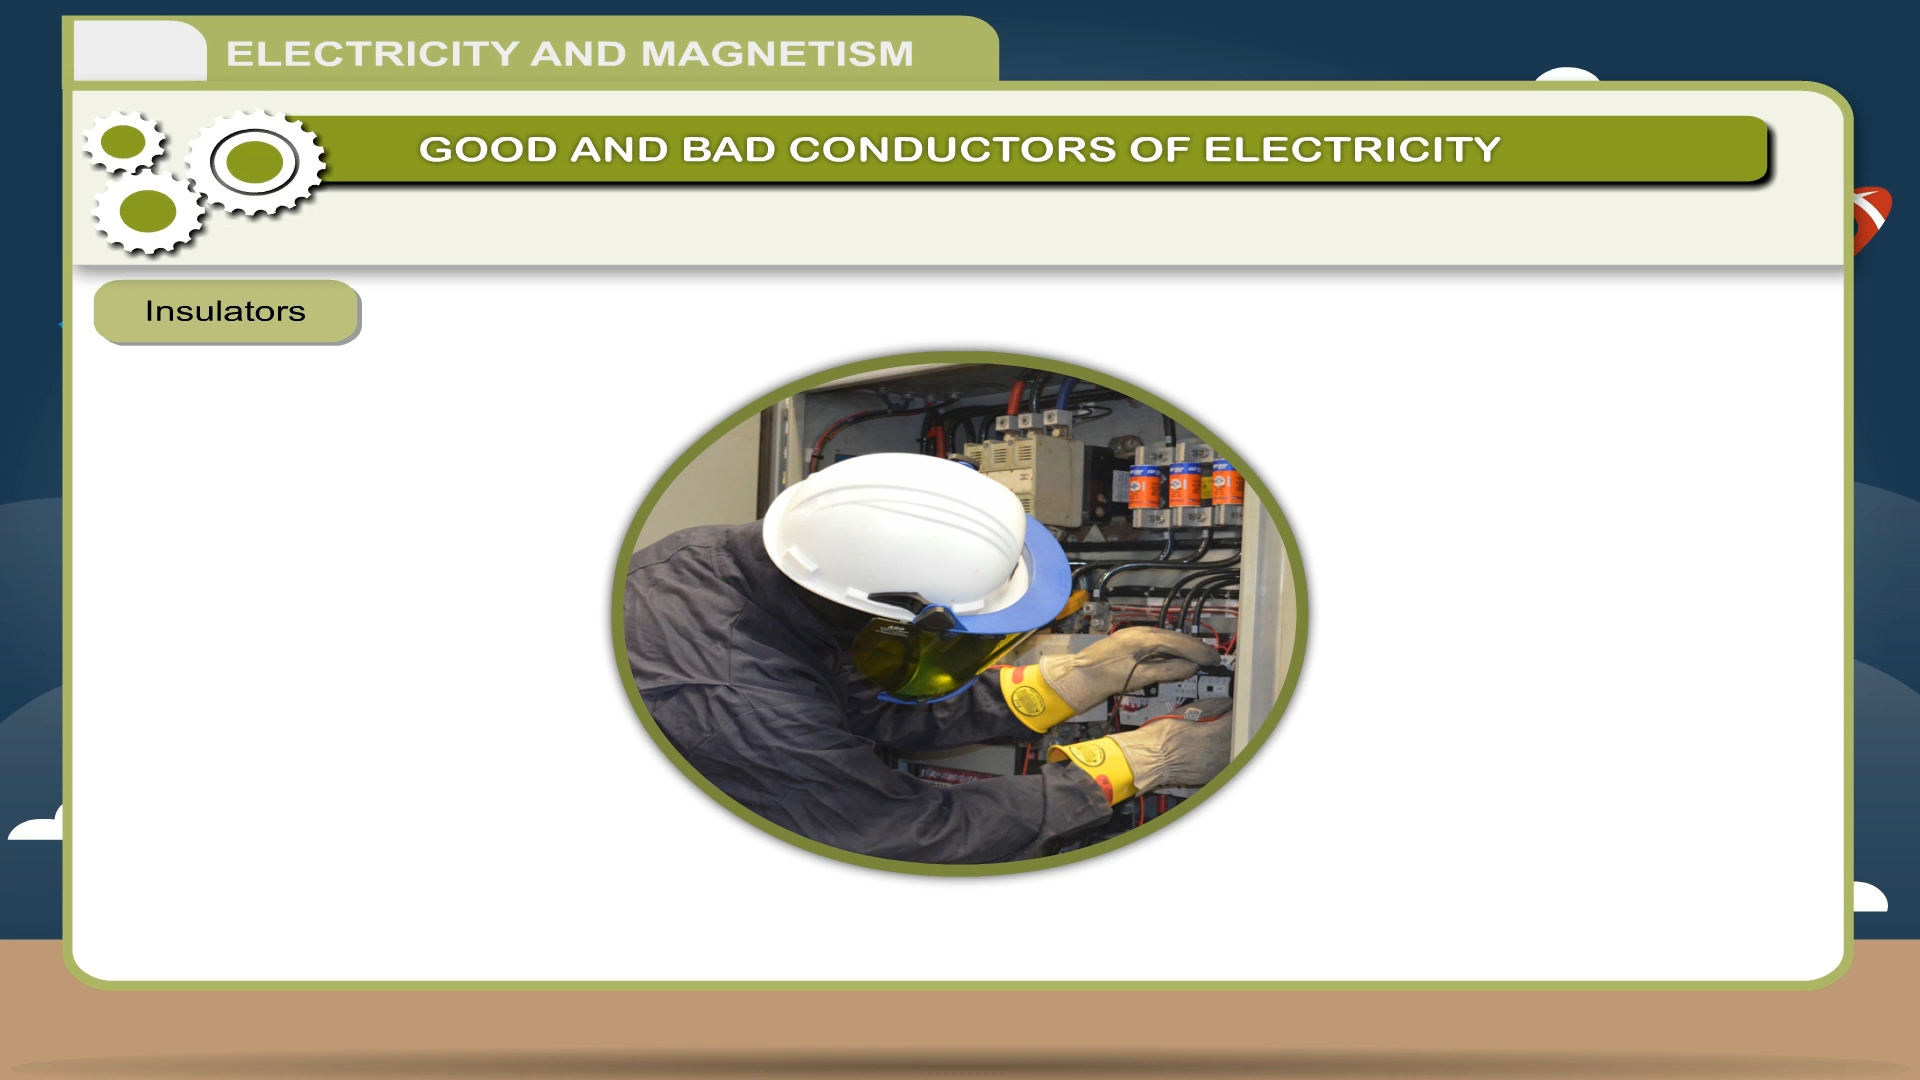 ELECTRICITY AND MAGNETISM
GOOD AND BAD CONDUCTORS OF ELECTRICITY
Insulators